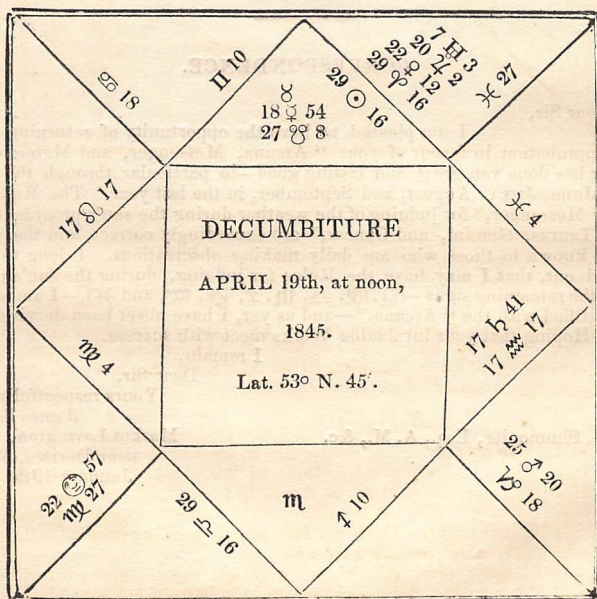 ♊ 10
♋ 18
♉
18 ☿ 54
27 ☋ 8
29 ☉ 16
7 ♅ 3
20 ♃ 2
22 ♀ 12
29 ♈ 16
♓ 27
17 ♌ 17
DECUMBITURE
APRIL 19th, at noon,
1845.
Lat. 53o N. 45'.
♓ 4
17 ♄ 41
17 ♒ 17
♍ 4
22 57
♍ 27
29 ♎ 16
♏
♐ 10
25 ♂ 20
♑ 18